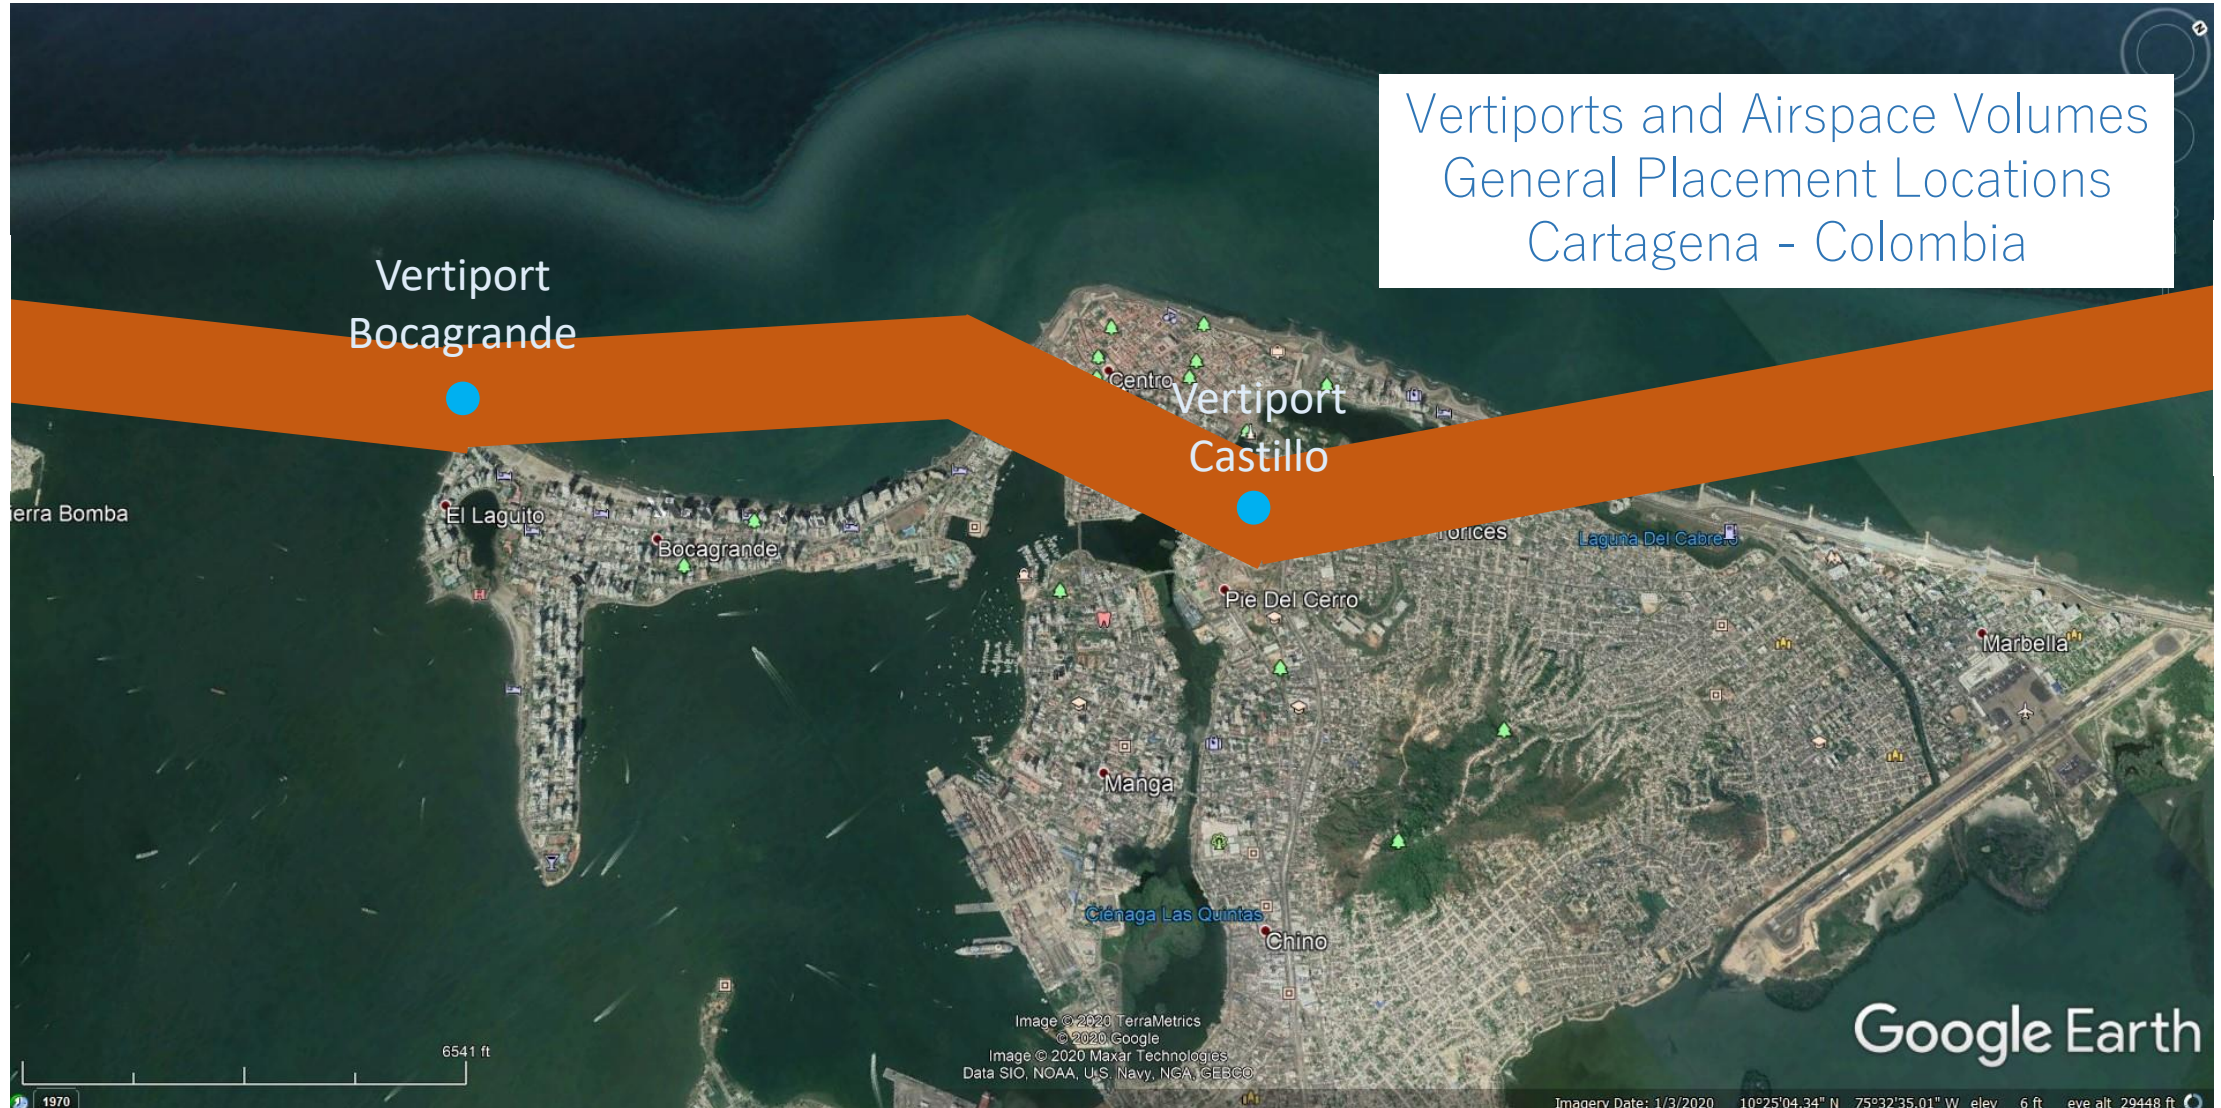 Vertiports and Airspace Volumes
General Placement Locations
Cartagena - Colombia
Vertiport
Bocagrande
Centro
Vertiport
Castillo
ierra Bomba
El Laguito
Bocagrande
Torices
Laguna Del Cabre
Pie Del Cerro
Marbella
Manga
Ciénaga Las Quintas
Chino
Image © 2020 TerraMetrics
© 2020 Google
Image © 2020 Maxar Technologies
Data SIO, NOAA, U.S. Navy, NGA, GEBCO
Google Earth
6541 ft
1970
Imagery Date: 1/3/2020 10°25'04.34" N 75°32'35.01" W elev 6 ft eye alt 29448 ft
N